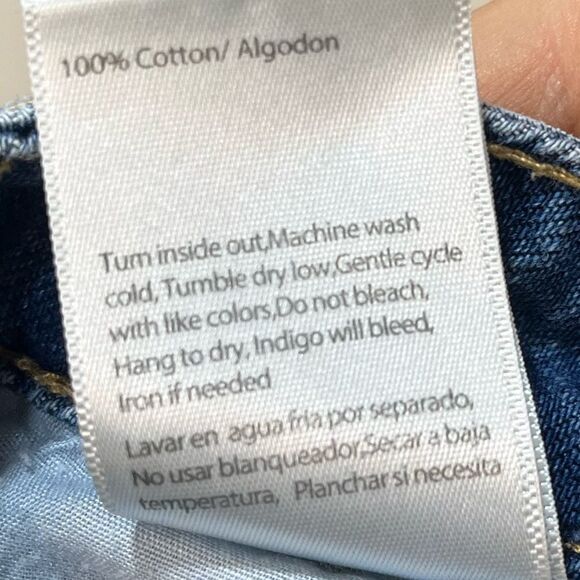 100% Cotton/ Algodon
Turn inside out,Machine wash
cold, Tumble dry low,Gentle cycle
with like colors,Do not bleach,
Hang to dry, Indigo will bleed,
Iron if needed
Lavar en agua fria por separado,
No usar blanqueador,Secar a baja
temperatura, Planchar si necesita